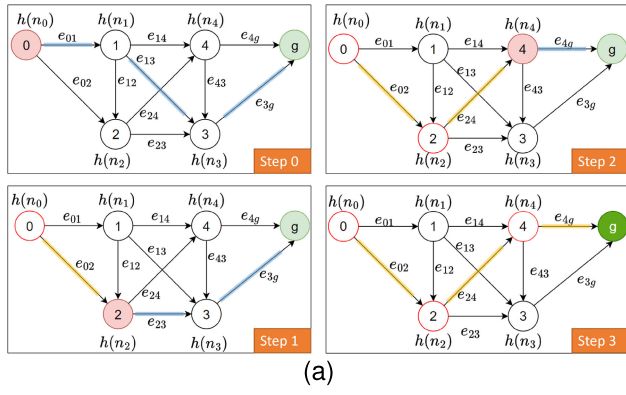 h(n₀) h(n₁) h(n₄)
0 e₀₁ 1 e₁₄ 4 e₄g g
e₁₃
e₀₂ e₁₂ e₄₃
e₂₄ e₃g
2 e₂₃ 3
h(n₂) h(n₃)
Step 0
h(n₀) h(n₁) h(n₄)
0 e₀₁ 1 e₁₄ 4 e₄g g
e₁₃
e₀₂ e₁₂ e₄₃
e₂₄ e₃g
2 e₂₃ 3
h(n₂) h(n₃)
Step 2
h(n₀) h(n₁) h(n₄)
0 e₀₁ 1 e₁₄ 4 e₄g g
e₁₃
e₀₂ e₁₂ e₄₃
e₂₄ e₃g
2 e₂₃ 3
h(n₂) h(n₃)
Step 1
h(n₀) h(n₁) h(n₄)
0 e₀₁ 1 e₁₄ 4 e₄g g
e₁₃
e₀₂ e₁₂ e₄₃
e₂₄ e₃g
2 e₂₃ 3
h(n₂) h(n₃)
Step 3
(a)